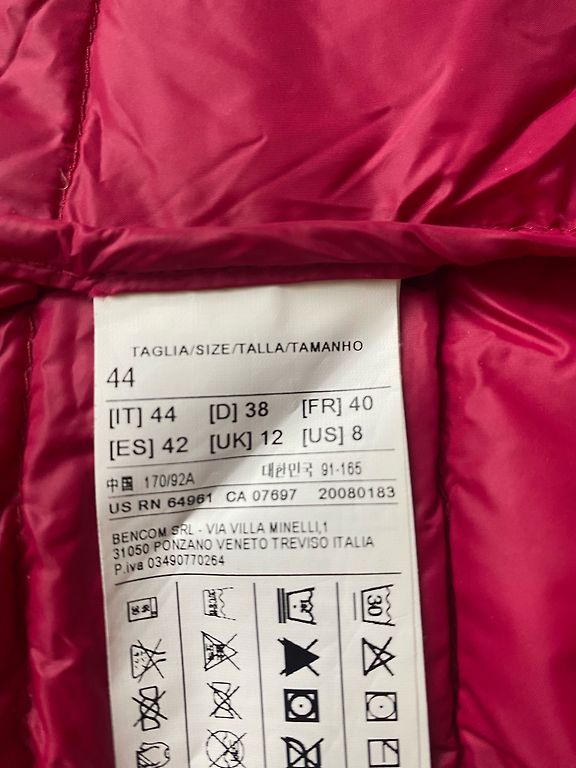 TAGLIA/SIZE/TALLA/TAMANHO
44
[IT] 44 [D] 38 [FR] 40
[ES] 42 [UK] 12 [US] 8
中国 170/92A 대한민국 91-165
US RN 64961 CA 07697 20080183
BENCOM SRL - VIA VILLA MINELLI,1
31050 PONZANO VENETO TREVISO ITALIA
P.iva 03490770264
30